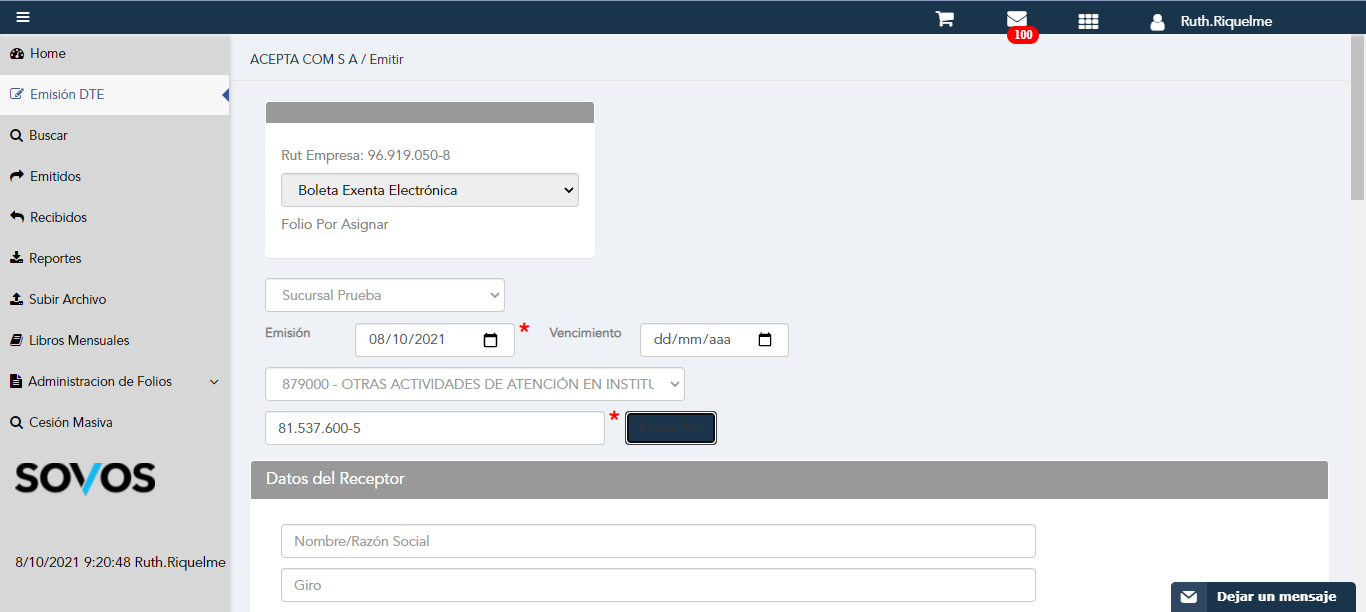 Ruth.Riquelme
100
Home
Emisión DTE
Buscar
Emitidos
Recibidos
Reportes
Subir Archivo
Libros Mensuales
Administracion de Folios
Cesión Masiva
SOVOS
8/10/2021 9:20:48 Ruth.Riquelme
ACEPTA COM S A / Emitir
Rut Empresa: 96.919.050-8
Boleta Exenta Electrónica
Folio Por Asignar
Sucursal Prueba
Emisión 08/10/2021 * Vencimiento dd/mm/aaa
879000 - OTRAS ACTIVIDADES DE ATENCIÓN EN INSTITU
81.537.600-5 *
Datos del Receptor
Nombre/Razón Social
Giro
Dejar un mensaje